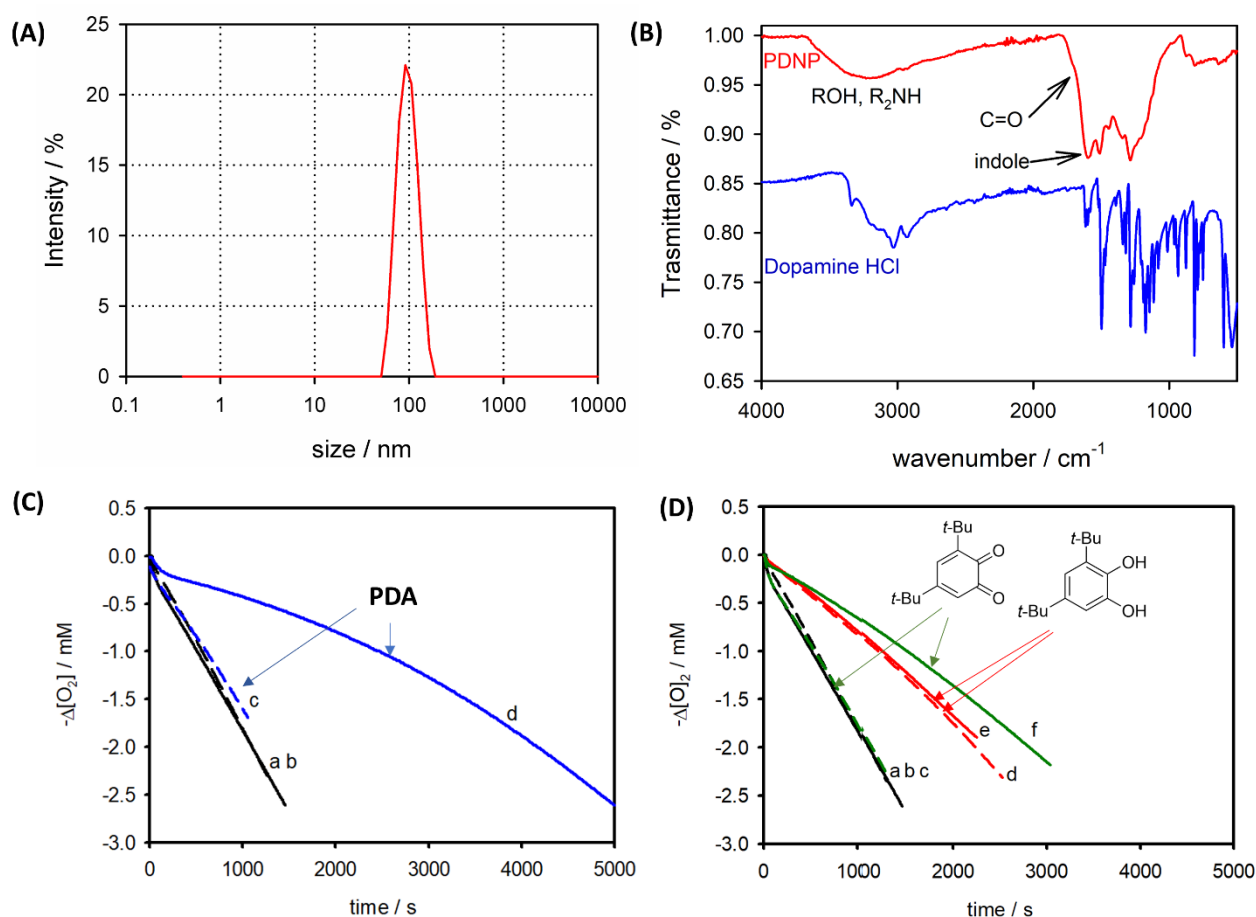 (A)
25
20
15
10
5
0
Intensity / %
0.1 1 10 100 1000 10000
size / nm
(B)
1.00
0.95
0.90
0.85
0.80
0.75
0.70
0.65
Trasmittance / %
PDNP
ROH, R2NH
C=O
indole
Dopamine HCl
4000 3000 2000 1000
wavenumber / cm-1
(C)
0.5
0.0
-0.5
-1.0
-1.5
-2.0
-2.5
-3.0
-Δ[O2] / mM
PDA
c
d
a b
0 1000 2000 3000 4000 5000
time / s
(D)
0.5
0.0
-0.5
-1.0
-1.5
-2.0
-2.5
-3.0
-Δ[O]2 / mM
t-Bu
O
O
t-Bu
t-Bu
OH
OH
t-Bu
a b c
e
f
d
0 1000 2000 3000 4000 5000
time / s